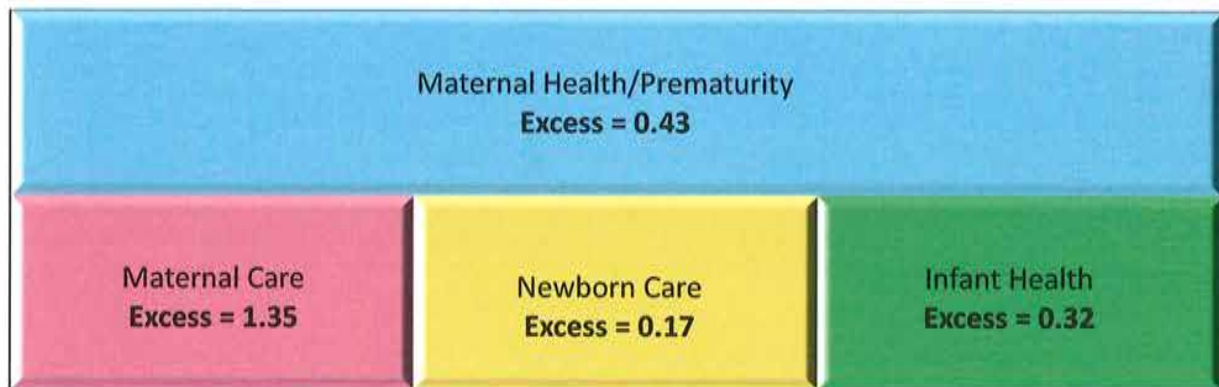 Maternal Health/Prematurity
Excess = 0.43
Maternal Care
Excess = 1.35
Newborn Care
Excess = 0.17
Infant Health
Excess = 0.32